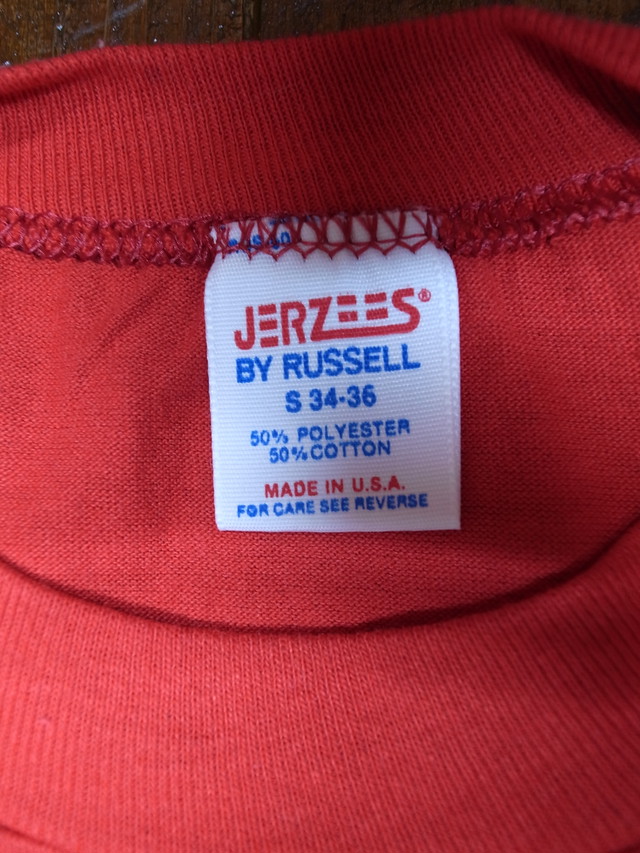 JERZEES®
BY RUSSELL
S 34-36
50% POLYESTER
50% COTTON
MADE IN U.S.A.
FOR CARE SEE REVERSE